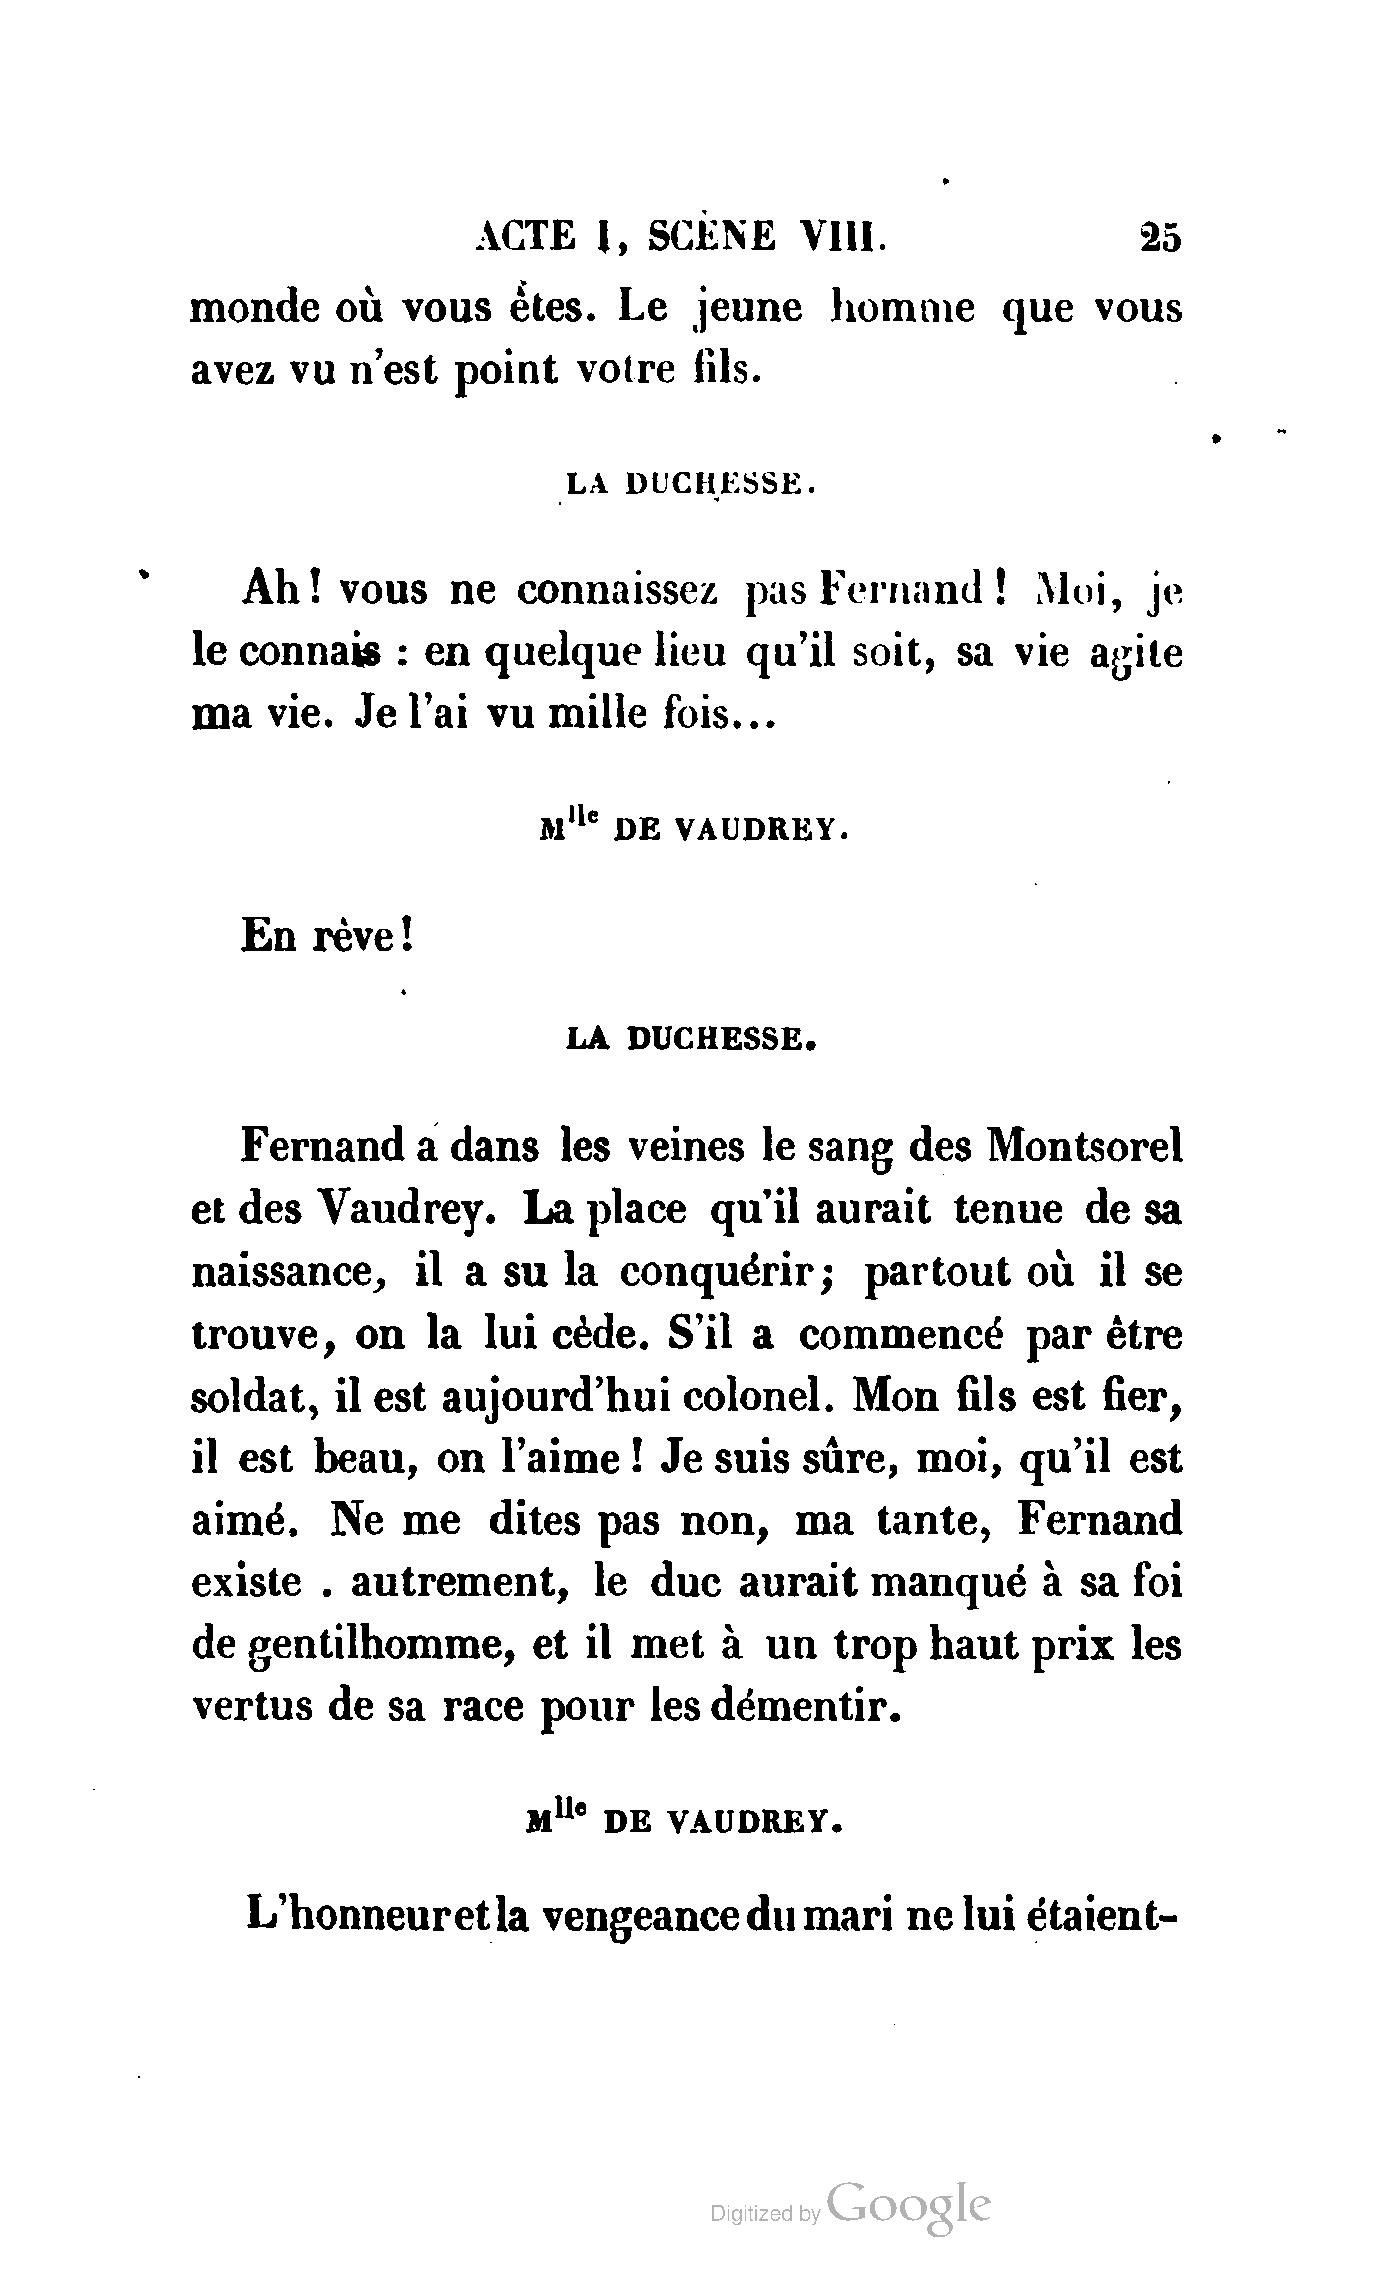 ACTE I, SCÈNE VIII. 25
monde où vous êtes. Le jeune homme que vous
avez vu n'est point votre fils.
LA DUCHESSE.
Ah! vous ne connaissez pas Fernand! Moi, je
le connais : en quelque lieu qu'il soit, sa vie agite
ma vie. Je l'ai vu mille fois...
Mlle DE VAUDREY.
En rêve!
LA DUCHESSE.
Fernand a dans les veines le sang des Montsorel
et des Vaudrey. La place qu'il aurait tenue de sa
naissance, il a su la conquérir; partout où il se
trouve, on la lui cède. S'il a commencé par être
soldat, il est aujourd'hui colonel. Mon fils est fier,
il est beau, on l'aime! Je suis sûre, moi, qu'il est
aimé. Ne me dites pas non, ma tante, Fernand
existe . autrement, le duc aurait manqué à sa foi
de gentilhomme, et il met à un trop haut prix les
vertus de sa race pour les démentir.
Mlle DE VAUDREY.
L'honneur et la vengeance du mari ne lui étaient-
Digitized by Google